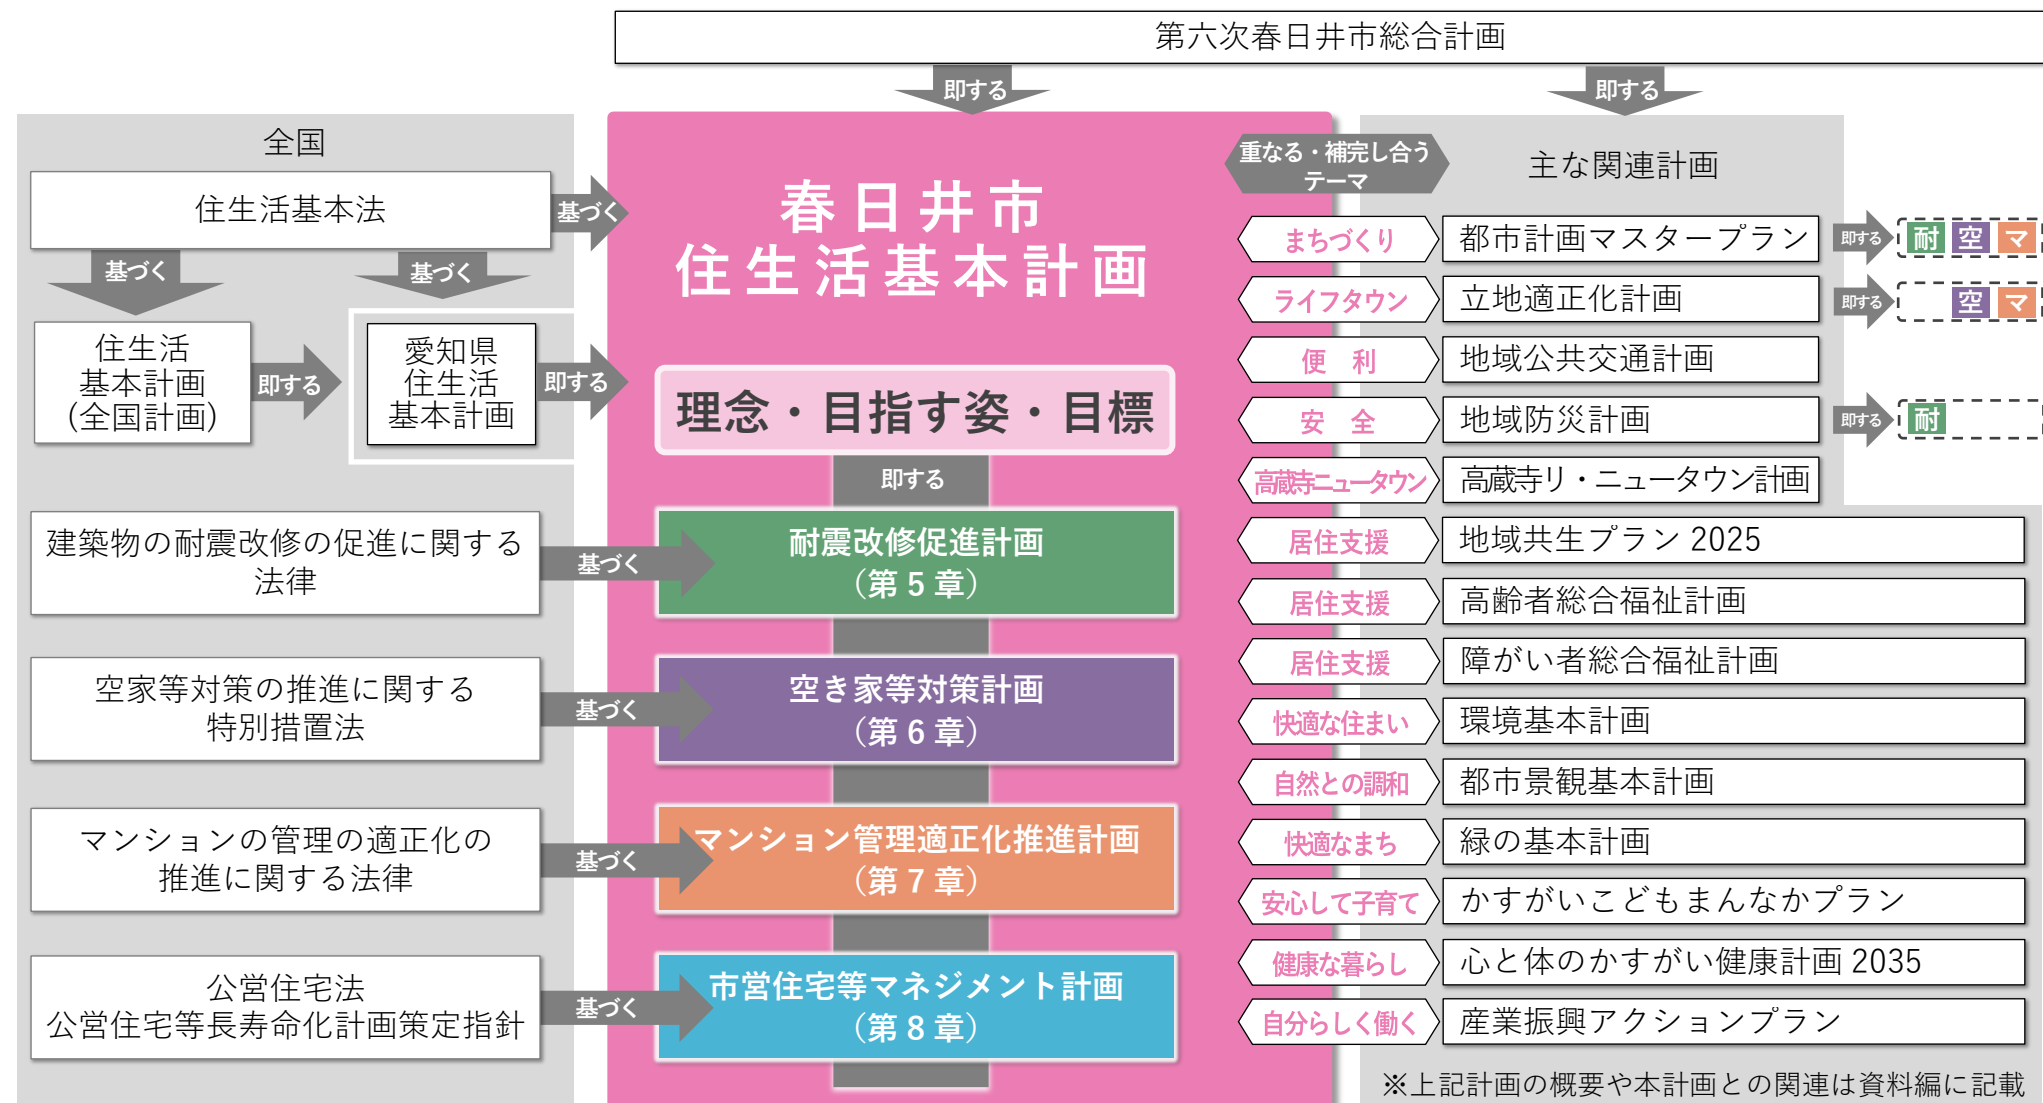 第六次春日井市総合計画
即する
即する
全国
住生活基本法
基づく
基づく
基づく
住生活
基本計画
(全国計画)
即する
愛知県
住生活
基本計画
即する
建築物の耐震改修の促進に関する
法律
基づく
空家等対策の推進に関する
特別措置法
基づく
マンションの管理の適正化の
推進に関する法律
基づく
公営住宅法
公営住宅等長寿命化計画策定指針
基づく
春日井市
住生活基本計画
理念・目指す姿・目標
即する
耐震改修促進計画
（第5章）
空き家等対策計画
（第6章）
マンション管理適正化推進計画
（第7章）
市営住宅等マネジメント計画
（第8章）
重なる・補完し合う
テーマ
主な関連計画
まちづくり 都市計画マスタープラン 即する 耐 空 マ
ライフタウン 立地適正化計画 即する 空 マ
便 利 地域公共交通計画
安 全 地域防災計画 即する 耐
高蔵寺ニュータウン 高蔵寺リ・ニュータウン計画
居住支援 地域共生プラン 2025
居住支援 高齢者総合福祉計画
居住支援 障がい者総合福祉計画
快適な住まい 環境基本計画
自然との調和 都市景観基本計画
快適なまち 緑の基本計画
安心して子育て かすがいこどもまんなかプラン
健康な暮らし 心と体のかすがい健康計画 2035
自分らしく働く 産業振興アクションプラン
※上記計画の概要や本計画との関連は資料編に記載